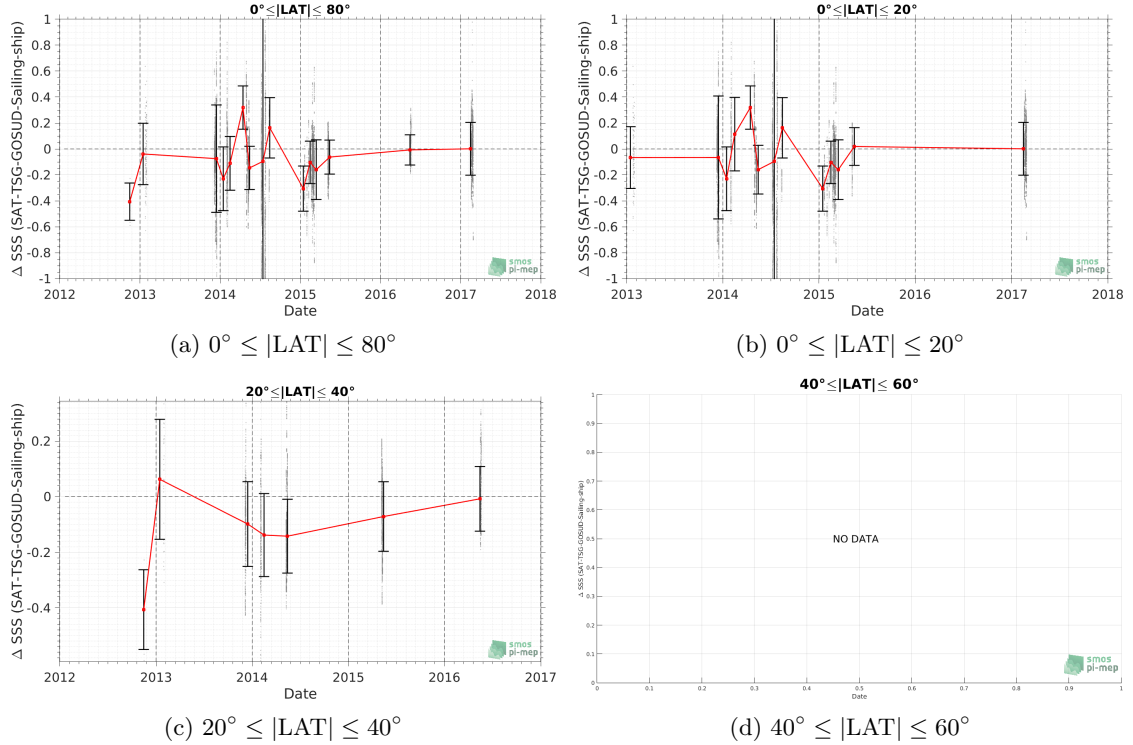 0°≤|LAT|≤ 80°
Δ SSS (SAT-TSG-GOSUD-Sailing-ship)
1
0.8
0.6
0.4
0.2
0
-0.2
-0.4
-0.6
-0.8
-1
2012 2013 2014 2015 2016 2017 2018
Date
smos
pi-mep
(a) 0° ≤ |LAT| ≤ 80°
0°≤|LAT|≤ 20°
Δ SSS (SAT-TSG-GOSUD-Sailing-ship)
1
0.8
0.6
0.4
0.2
0
-0.2
-0.4
-0.6
-0.8
-1
2013 2014 2015 2016 2017 2018
Date
smos
pi-mep
(b) 0° ≤ |LAT| ≤ 20°
20°≤|LAT|≤ 40°
Δ SSS (SAT-TSG-GOSUD-Sailing-ship)
0.2
0
-0.2
-0.4
2012 2013 2014 2015 2016 2017
Date
smos
pi-mep
(c) 20° ≤ |LAT| ≤ 40°
40°≤|LAT|≤ 60°
Δ SSS (SAT-TSG-GOSUD-Sailing-ship)
1
0.9
0.8
0.7
0.6
0.5
0.4
0.3
0.2
0.1
0
NO DATA
0 0.1 0.2 0.3 0.4 0.5 0.6 0.7 0.8 0.9 1
Date
smos
pi-mep
(d) 40° ≤ |LAT| ≤ 60°